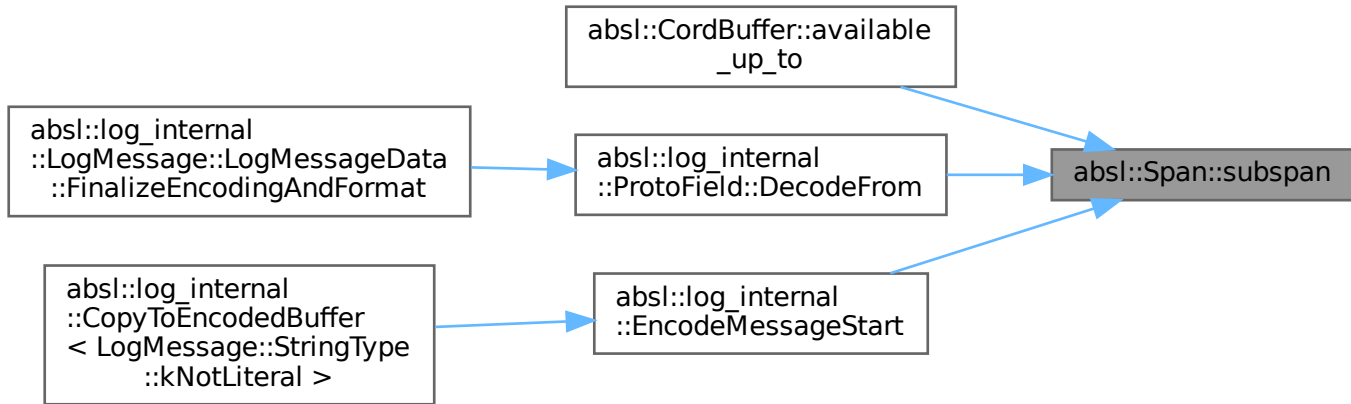 absl::CordBuffer::available
_up_to
absl::log_internal
::LogMessage::LogMessageData
::FinalizeEncodingAndFormat
absl::log_internal
::ProtoField::DecodeFrom
absl::Span::subspan
absl::log_internal
::CopyToEncodedBuffer
< LogMessage::StringType
::kNotLiteral >
absl::log_internal
::EncodeMessageStart